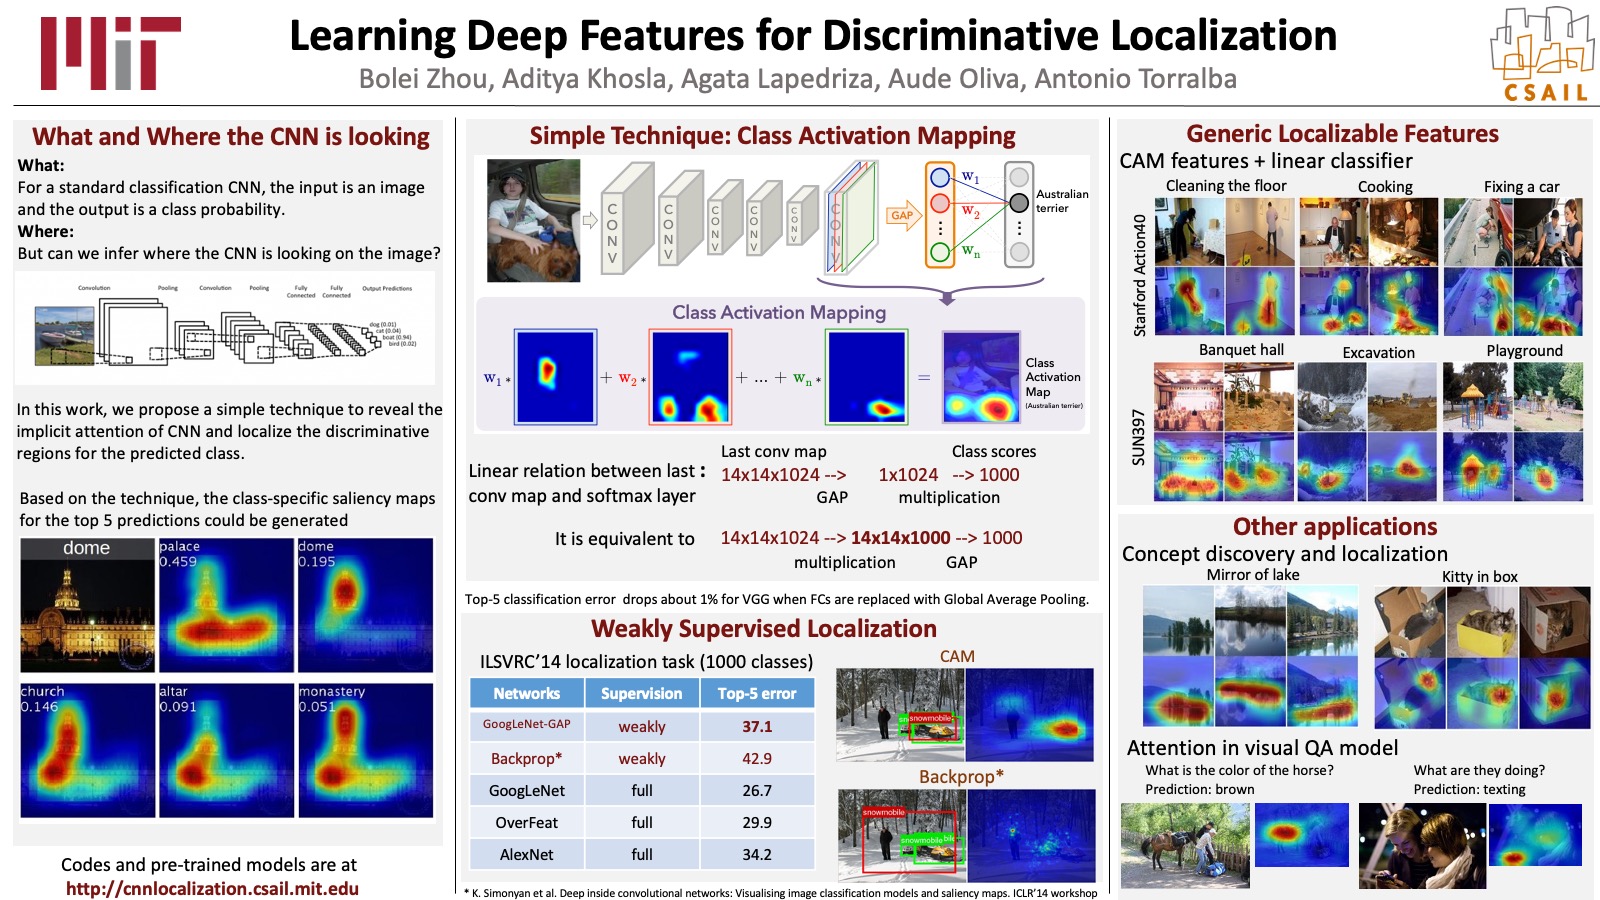 MIT
Learning Deep Features for Discriminative Localization
Bolei Zhou, Aditya Khosla, Agata Lapedriza, Aude Oliva, Antonio Torralba
CSAIL
What and Where the CNN is looking
What:
For a standard classification CNN, the input is an image
and the output is a class probability.
Where:
But can we infer where the CNN is looking on the image?
Convolution Pooling Convolution Pooling Fully Connected Fully Connected Output Predictions
dog (0.01)
cat (0.04)
boat (0.94)
bird (0.02)
In this work, we propose a simple technique to reveal the
implicit attention of CNN and localize the discriminative
regions for the predicted class.
Based on the technique, the class-specific saliency maps
for the top 5 predictions could be generated
dome
palace
0.459
dome
0.195
church
0.146
altar
0.091
monastery
0.051
Codes and pre-trained models are at
http://cnnlocalization.csail.mit.edu
Simple Technique: Class Activation Mapping
CONV
CONV
CONV
CONV
CONV
CONV
GAP
w1
w2
wn
Australian
terrier
Class Activation Mapping
w1 * + w2 * + ... + wn * =
Class
Activation
Map
(Australian terrier)
Last conv map Class scores
Linear relation between last :
conv map and softmax layer
14x14x1024 --> 1x1024 --> 1000
GAP multiplication
It is equivalent to 14x14x1024 --> 14x14x1000 --> 1000
multiplication GAP
Top-5 classification error drops about 1% for VGG when FCs are replaced with Global Average Pooling.
Weakly Supervised Localization
ILSVRC’14 localization task (1000 classes)
Networks Supervision Top-5 error
GoogLeNet-GAP weakly 37.1
Backprop* weakly 42.9
GoogLeNet full 26.7
OverFeat full 29.9
AlexNet full 34.2
CAM
snowmobile
Backprop*
snowmobile
* K. Simonyan et al. Deep inside convolutional networks: Visualising image classification models and saliency maps. ICLR’14 workshop
Generic Localizable Features
CAM features + linear classifier
Cleaning the floor Cooking Fixing a car
Stanford Action40
Banquet hall Excavation Playground
SUN397
Other applications
Concept discovery and localization
Mirror of lake Kitty in box
Attention in visual QA model
What is the color of the horse?
Prediction: brown
What are they doing?
Prediction: texting